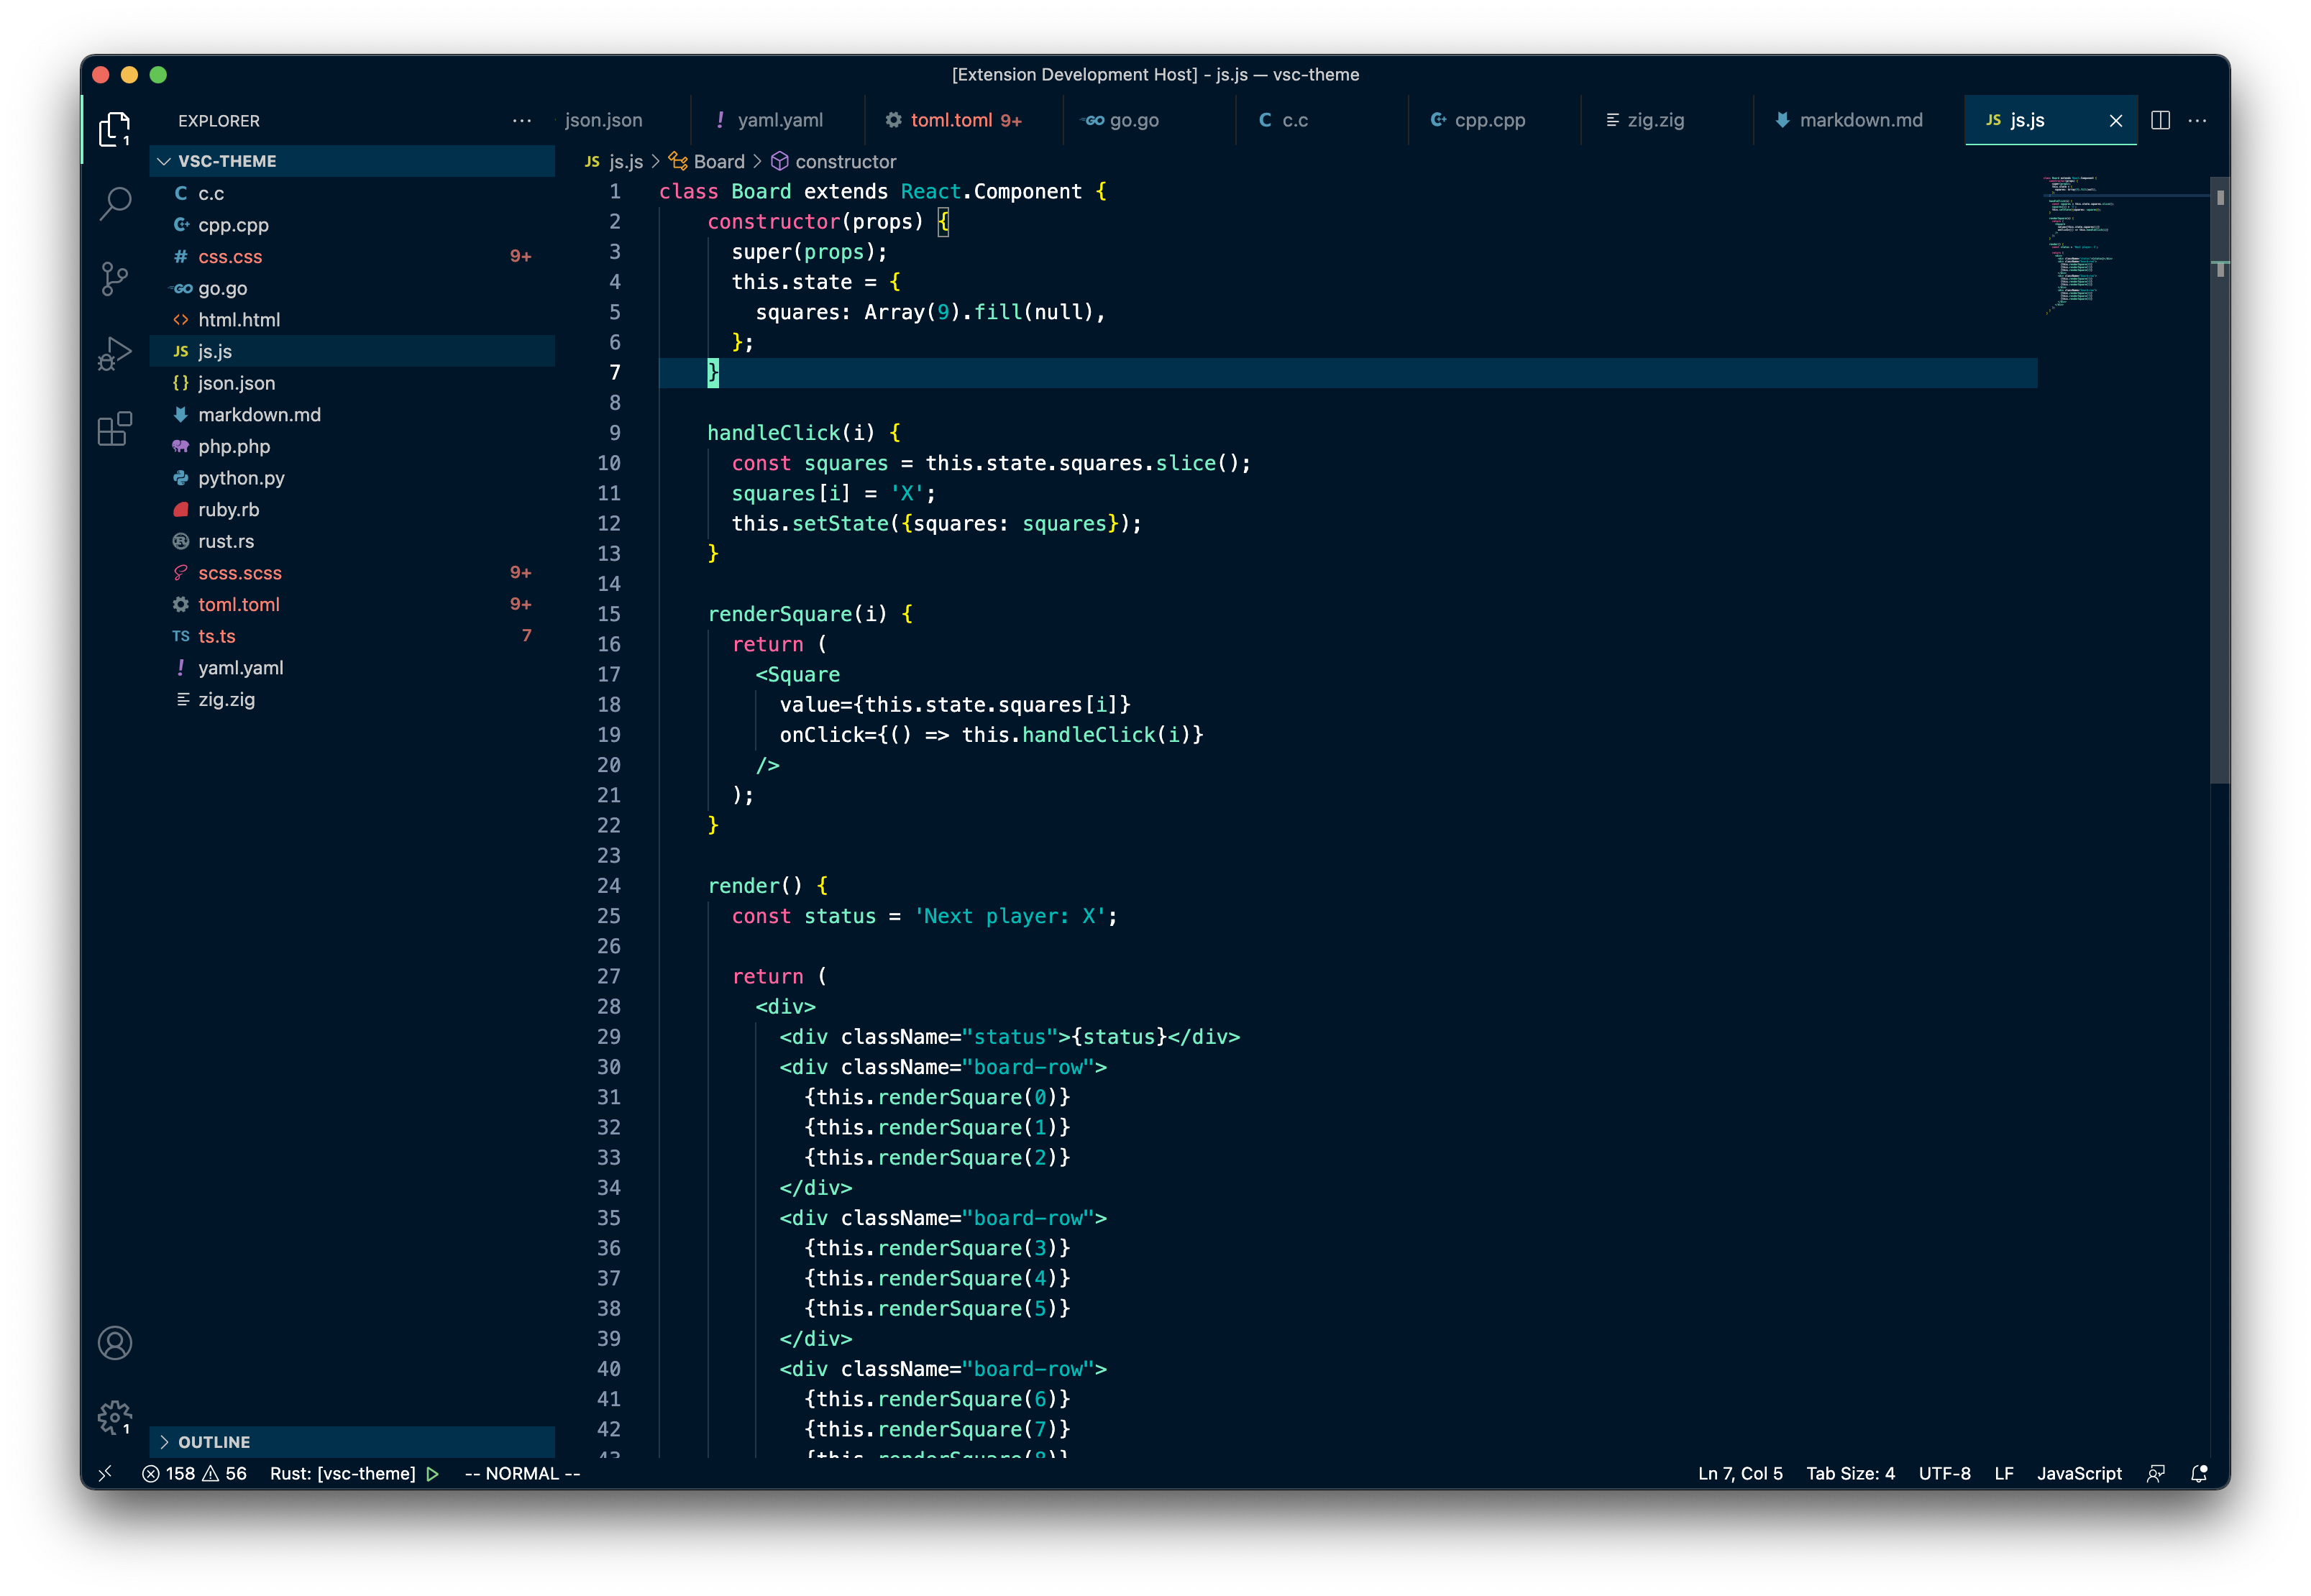 [Extension Development Host] - js.js — vsc-theme
EXPLORER
json.json
yaml.yaml
toml.toml 9+
go.go
C c.c
cpp.cpp
zig.zig
markdown.md
JS js.js
1
VSC-THEME
C c.c
cpp.cpp
# css.css 9+
GO go.go
<> html.html
JS js.js
{} json.json
markdown.md
php.php
python.py
ruby.rb
rust.rs
scss.scss 9+
toml.toml 9+
TS ts.ts 7
! yaml.yaml
zig.zig
OUTLINE
1
JS js.js > Board > constructor
1 class Board extends React.Component {
2 constructor(props) {
3 super(props);
4 this.state = {
5 squares: Array(9).fill(null),
6 };
7 }
8
9 handleClick(i) {
10 const squares = this.state.squares.slice();
11 squares[i] = 'X';
12 this.setState({squares: squares});
13 }
14
15 renderSquare(i) {
16 return (
17 <Square
18 value={this.state.squares[i]}
19 onClick={() => this.handleClick(i)}
20 />
21 );
22 }
23
24 render() {
25 const status = 'Next player: X';
26
27 return (
28 <div>
29 <div className="status">{status}</div>
30 <div className="board-row">
31 {this.renderSquare(0)}
32 {this.renderSquare(1)}
33 {this.renderSquare(2)}
34 </div>
35 <div className="board-row">
36 {this.renderSquare(3)}
37 {this.renderSquare(4)}
38 {this.renderSquare(5)}
39 </div>
40 <div className="board-row">
41 {this.renderSquare(6)}
42 {this.renderSquare(7)}
43 {this.renderSquare(8)}
158 56 Rust: [vsc-theme] -- NORMAL --
Ln 7, Col 5 Tab Size: 4 UTF-8 LF JavaScript